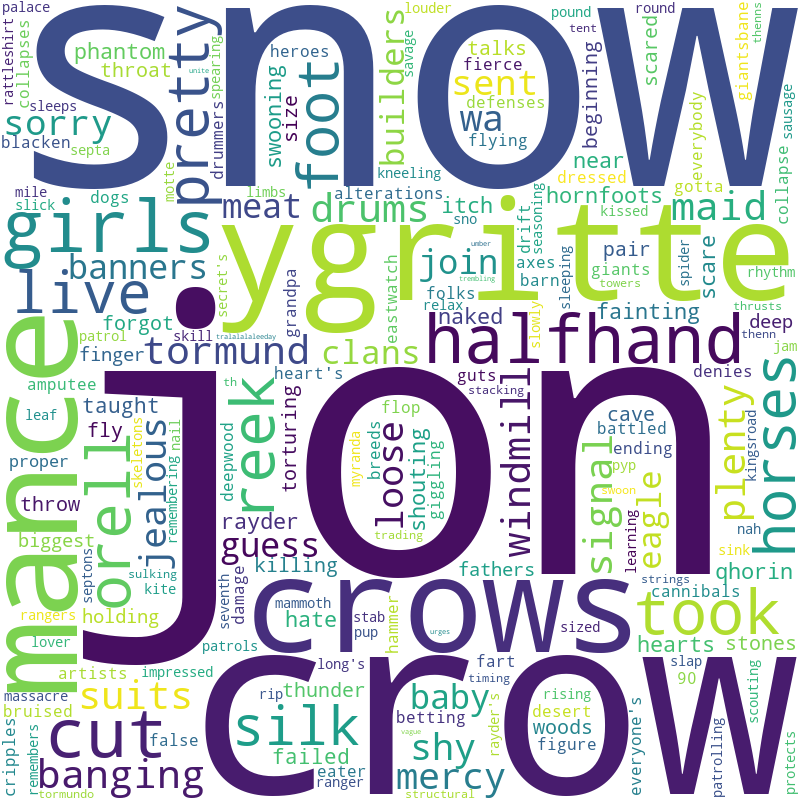 palace
rattleshirt
collapses
phantom
throat
sleeps
sorry
blacken
septa
pretty
snow
drummers
spearing
unite
heroes
size
swooning
foot
louder
savage
builders
talks
fierce
sent
defenses
wa
flying
pound
round
tent
beginning
scared
thenns
giantsbane
sausage
collapse
everybody
near
dressed
gotta
kneeling
mile
slick
dogs
motte
limbs
alterations
sno
itch
drift
seasoning
hornfoots
kissed
maid
girls
meat
drums
ygritte
banners
live
secret's
grandpa
eastwatch
join
folks
relax
umber
trembling
axes
barn
sleeping
pair
giants
towers
spider
scare
rhythm
thrusts
naked
slowly
fainting
deep
thenn
jam
forgot
patrol
skill
tralalalaleeday
finger
tormund
clans
halfhand
mance
amputee
leaf
proper
taught
fly
throw
biggest
orell
skeletons
remembering
nail
jealous
th
deepwood
reek
heart's
torturing
jon
guts
stacking
flop
myranda
breeds
loose
shouting
giggling
trading
windmill
cave
battled
ending
pyp
swoon
signal
learning
eagle
denies
plenty
kingsroad
nah
sink
horses
rayder
guess
septons
sulking
kite
seventh
damage
killing
fathers
strings
cannibals
qhorin
rangers
holding
lover
patrols
mammoth
hate
stab
pup
hammer
crows
urges
sized
took
hearts
stones
artists
impressed
massacre
bruised
suits
long's
timing
fart
slap
90
scouting
cripples
remembers
cut
false
silk
rip
thunder
failed
baby
betting
shy
vague
rayder's
rising
desert
woods
figure
everyone's
crow
patrolling
protects
banging
tormundo
eater
ranger
mercy
structural